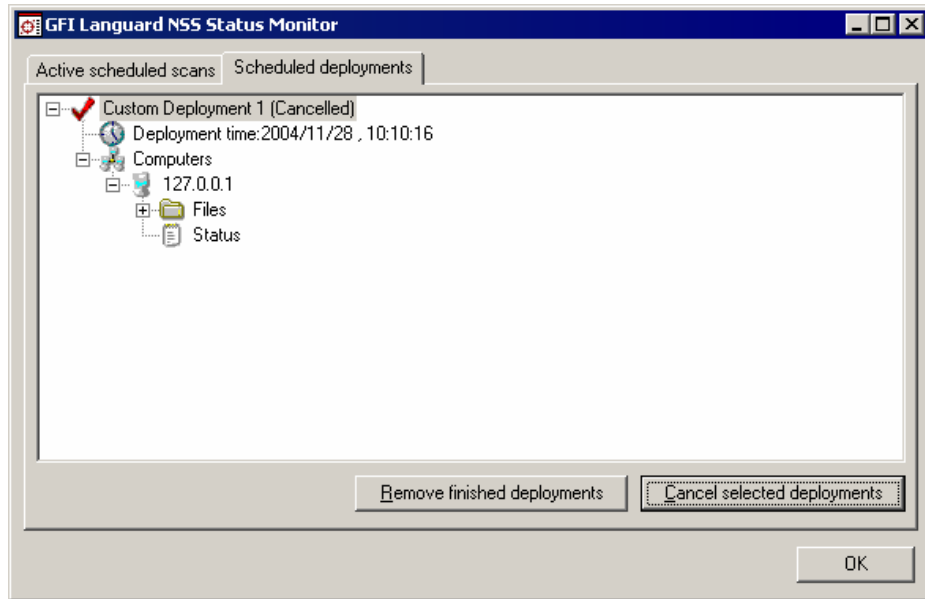 GFI Languard NSS Status Monitor
Active scheduled scans Scheduled deployments
Custom Deployment 1 (Cancelled)
Deployment time:2004/11/28 , 10:10:16
Computers
127.0.0.1
Files
Status
Remove finished deployments Cancel selected deployments
OK